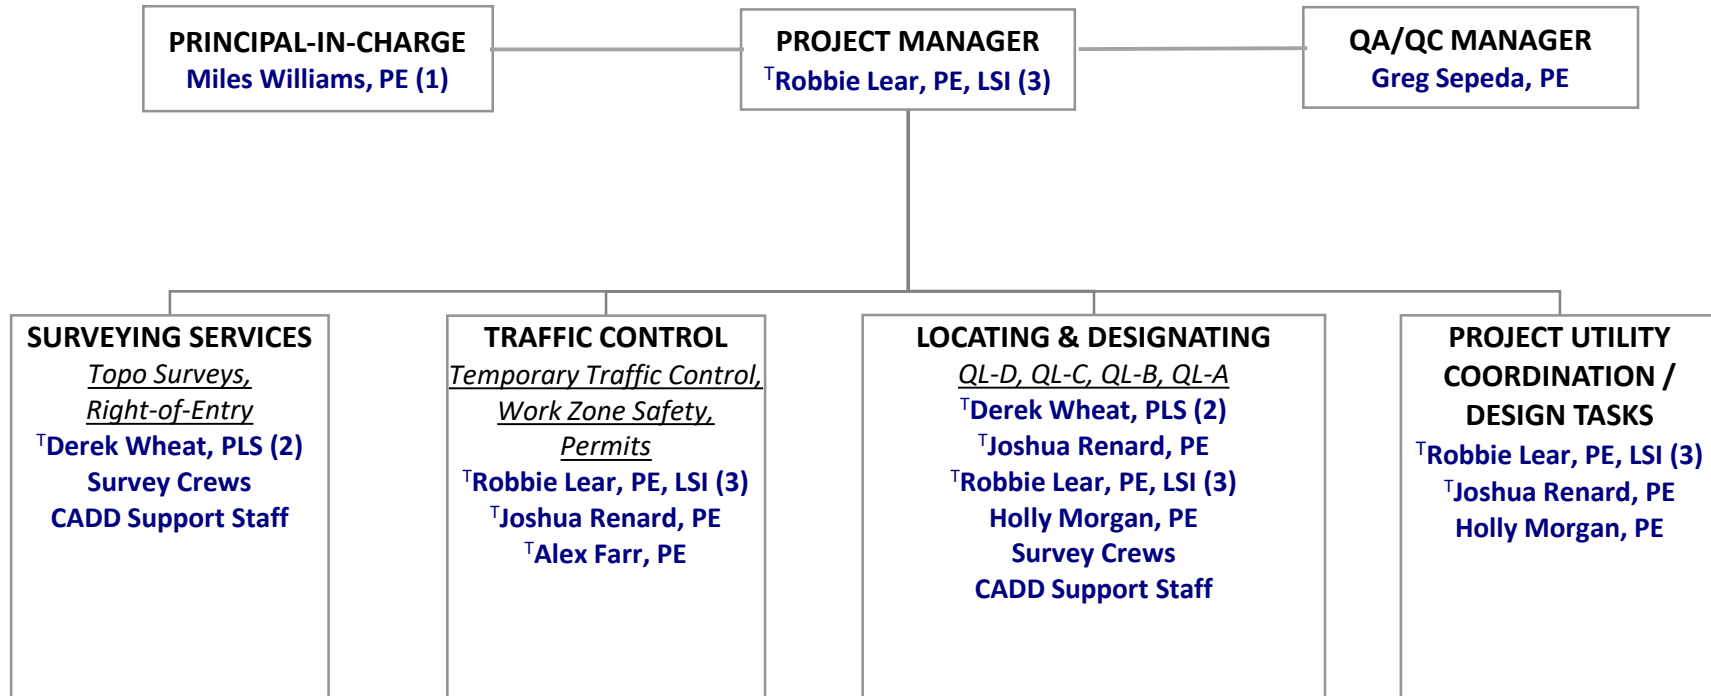 PRINCIPAL-IN-CHARGE
Miles Williams, PE (1)
PROJECT MANAGER
ᵀRobbie Lear, PE, LSI (3)
QA/QC MANAGER
Greg Sepeda, PE
SURVEYING SERVICES
Topo Surveys,
Right-of-Entry
ᵀDerek Wheat, PLS (2)
Survey Crews
CADD Support Staff
TRAFFIC CONTROL
Temporary Traffic Control,
Work Zone Safety,
Permits
ᵀRobbie Lear, PE, LSI (3)
ᵀJoshua Renard, PE
ᵀAlex Farr, PE
LOCATING & DESIGNATING
QL-D, QL-C, QL-B, QL-A
ᵀDerek Wheat, PLS (2)
ᵀJoshua Renard, PE
ᵀRobbie Lear, PE, LSI (3)
Holly Morgan, PE
Survey Crews
CADD Support Staff
PROJECT UTILITY
COORDINATION /
DESIGN TASKS
ᵀRobbie Lear, PE, LSI (3)
ᵀJoshua Renard, PE
Holly Morgan, PE